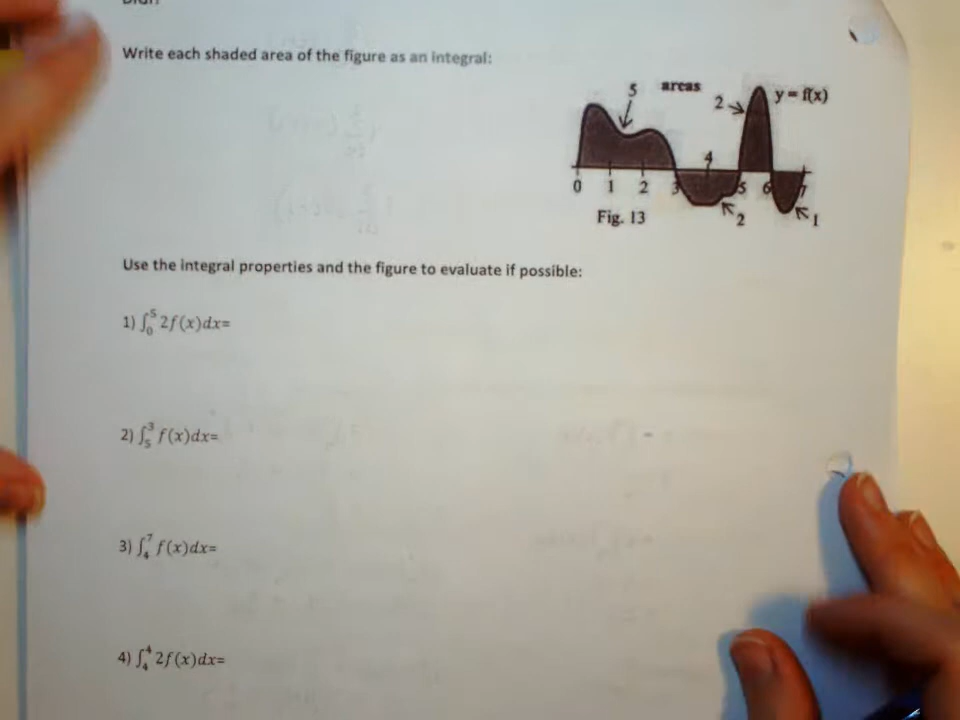 Write each shaded area of the figure as an integral:
5 areas 2 y = f(x)
4
0 1 2 3 5 6 7
Fig. 13 2 1
Use the integral properties and the figure to evaluate if possible:
1) ∫₀⁵ 2f(x)dx=
2) ∫₅³ f(x)dx=
3) ∫₄⁷ f(x)dx=
4) ∫₄⁴ 2f(x)dx=